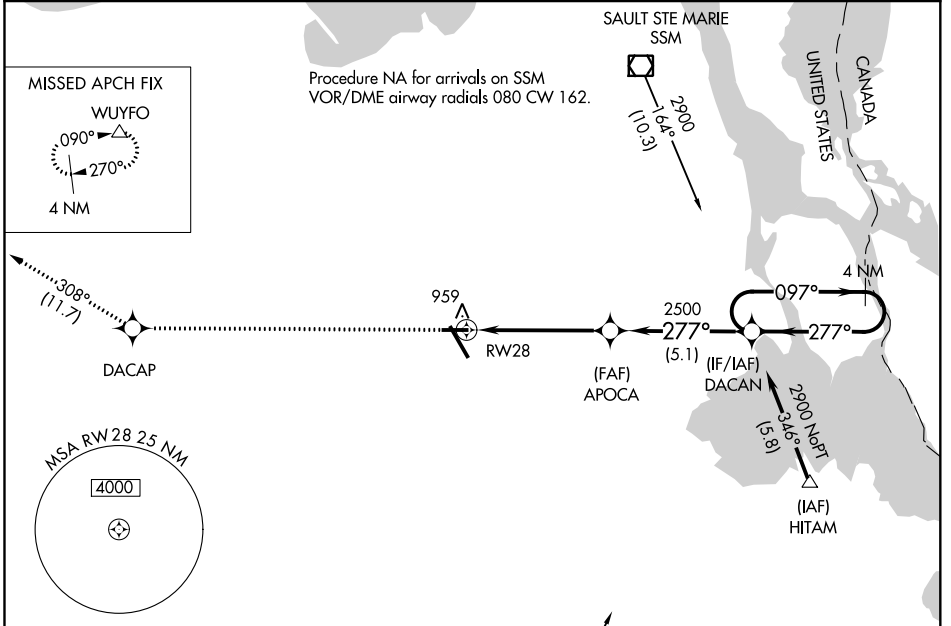 SAULT STE MARIE
SSM
MISSED APCH FIX
WUYFO
090°
270°
4 NM
Procedure NA for arrivals on SSM
VOR/DME airway radials 080 CW 162.
2900
164°
(10.3)
CANADA
UNITED STATES
308°
(11.7)
DACAP
959
RW28
2500
277°
(5.1)
(FAF)
APOCA
4 NM
097°
277°
(IF/IAF)
DACAN
2900 NoPT
346°
(5.8)
(IAF)
HITAM
MSA RW28 25 NM
4000